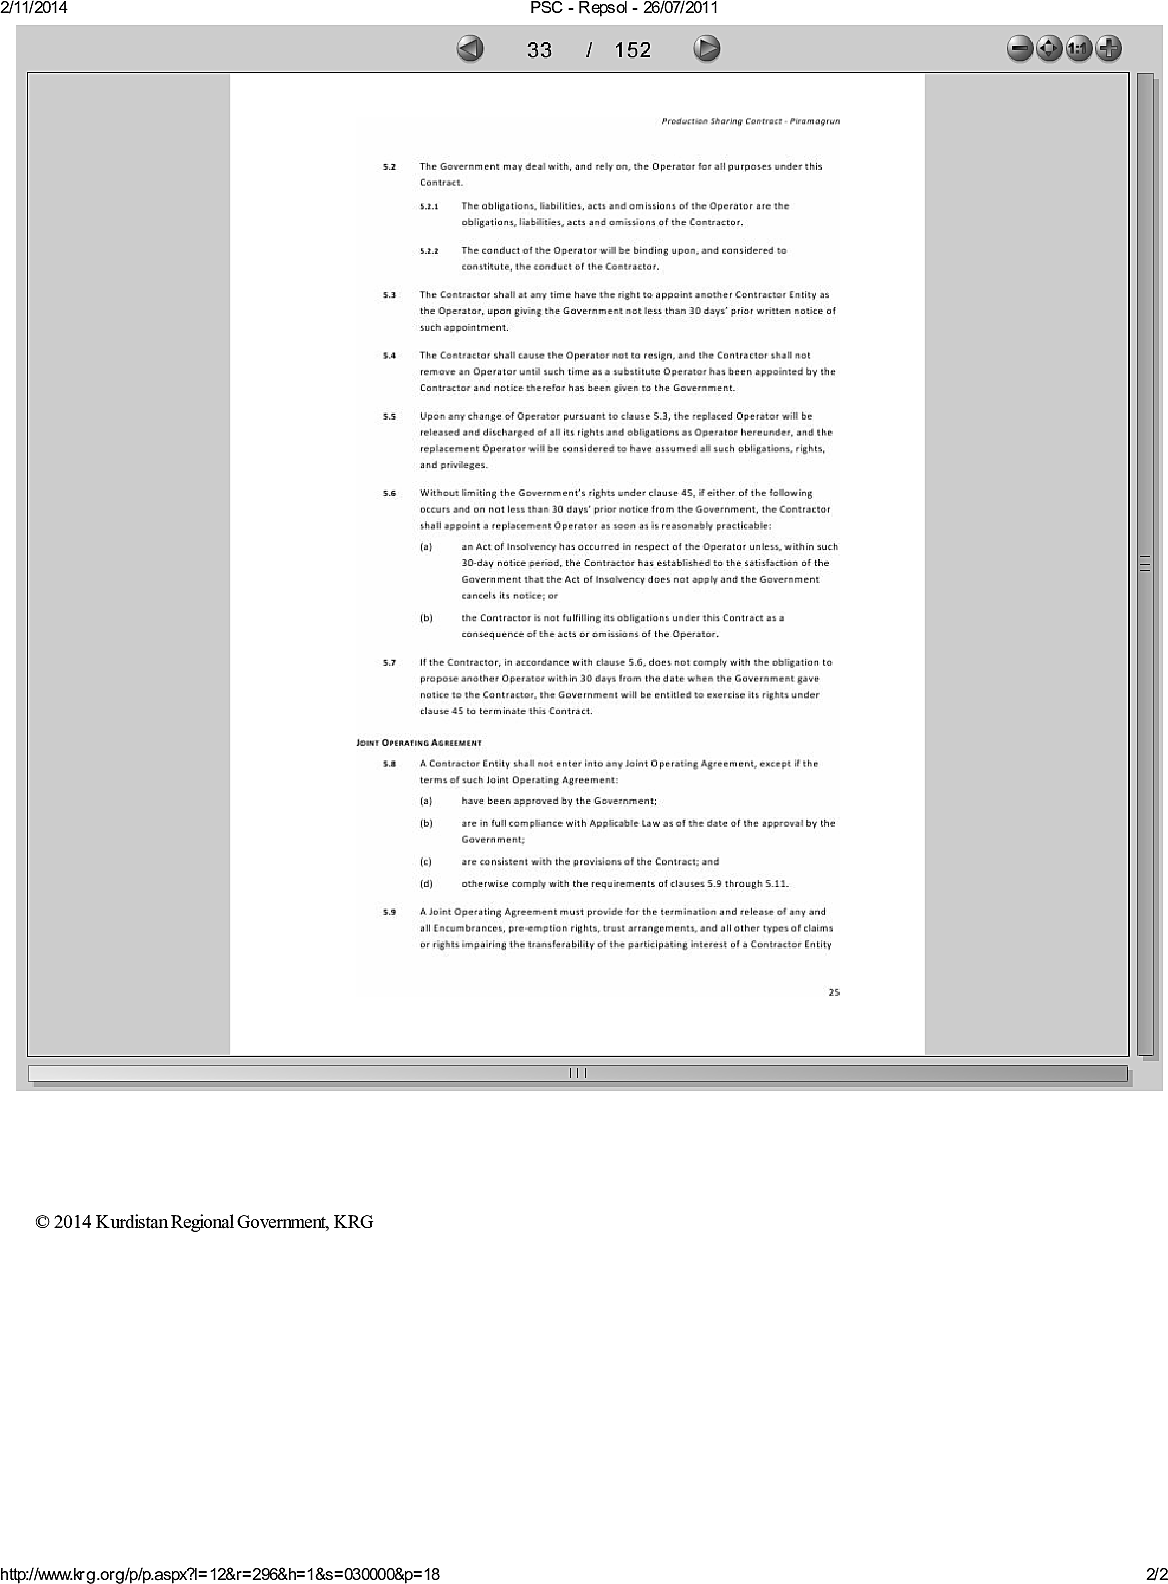 2/11/2014
PSC - Repsol - 26/07/2011
33 / 152
1:1
Production Sharing Contract - Piramagrun
5.2 The Government may deal with, and rely on, the Operator for all purposes under this
Contract.
5.2.1 The obligations, liabilities, acts and omissions of the Operator are the
obligations, liabilities, acts and omissions of the Contractor.
5.2.2 The conduct of the Operator will be binding upon, and considered to
constitute, the conduct of the Contractor.
5.3 The Contractor shall at any time have the right to appoint another Contractor Entity as
the Operator, upon giving the Government not less than 30 days' prior written notice of
such appointment.
5.4 The Contractor shall cause the Operator not to resign, and the Contractor shall not
remove an Operator until such time as a substitute Operator has been appointed by the
Contractor and notice therefor has been given to the Government.
5.5 Upon any change of Operator pursuant to clause 5.3, the replaced Operator will be
released and discharged of all its rights and obligations as Operator hereunder, and the
replacement Operator will be considered to have assumed all such obligations, rights,
and privileges.
5.6 Without limiting the Government's rights under clause 45, if either of the following
occurs and on not less than 30 days' prior notice from the Government, the Contractor
shall appoint a replacement Operator as soon as is reasonably practicable:
(a) an Act of Insolvency has occurred in respect of the Operator unless, within such
30-day notice period, the Contractor has established to the satisfaction of the
Government that the Act of Insolvency does not apply and the Government
cancels its notice; or
(b) the Contractor is not fulfilling its obligations under this Contract as a
consequence of the acts or omissions of the Operator.
5.7 If the Contractor, in accordance with clause 5.6, does not comply with the obligation to
propose another Operator within 30 days from the date when the Government gave
notice to the Contractor, the Government will be entitled to exercise its rights under
clause 45 to terminate this Contract.
JOINT OPERATING AGREEMENT
5.8 A Contractor Entity shall not enter into any Joint Operating Agreement, except if the
terms of such Joint Operating Agreement:
(a) have been approved by the Government;
(b) are in full compliance with Applicable Law as of the date of the approval by the
Government;
(c) are consistent with the provisions of the Contract; and
(d) otherwise comply with the requirements of clauses 5.9 through 5.11.
5.9 A Joint Operating Agreement must provide for the termination and release of any and
all Encumbrances, pre-emption rights, trust arrangements, and all other types of claims
or rights impairing the transferability of the participating interest of a Contractor Entity
25
© 2014 Kurdistan Regional Government, KRG
http://www.krg.org/p/p.aspx?l=12&r=296&h=1&s=030000&p=18
2/2